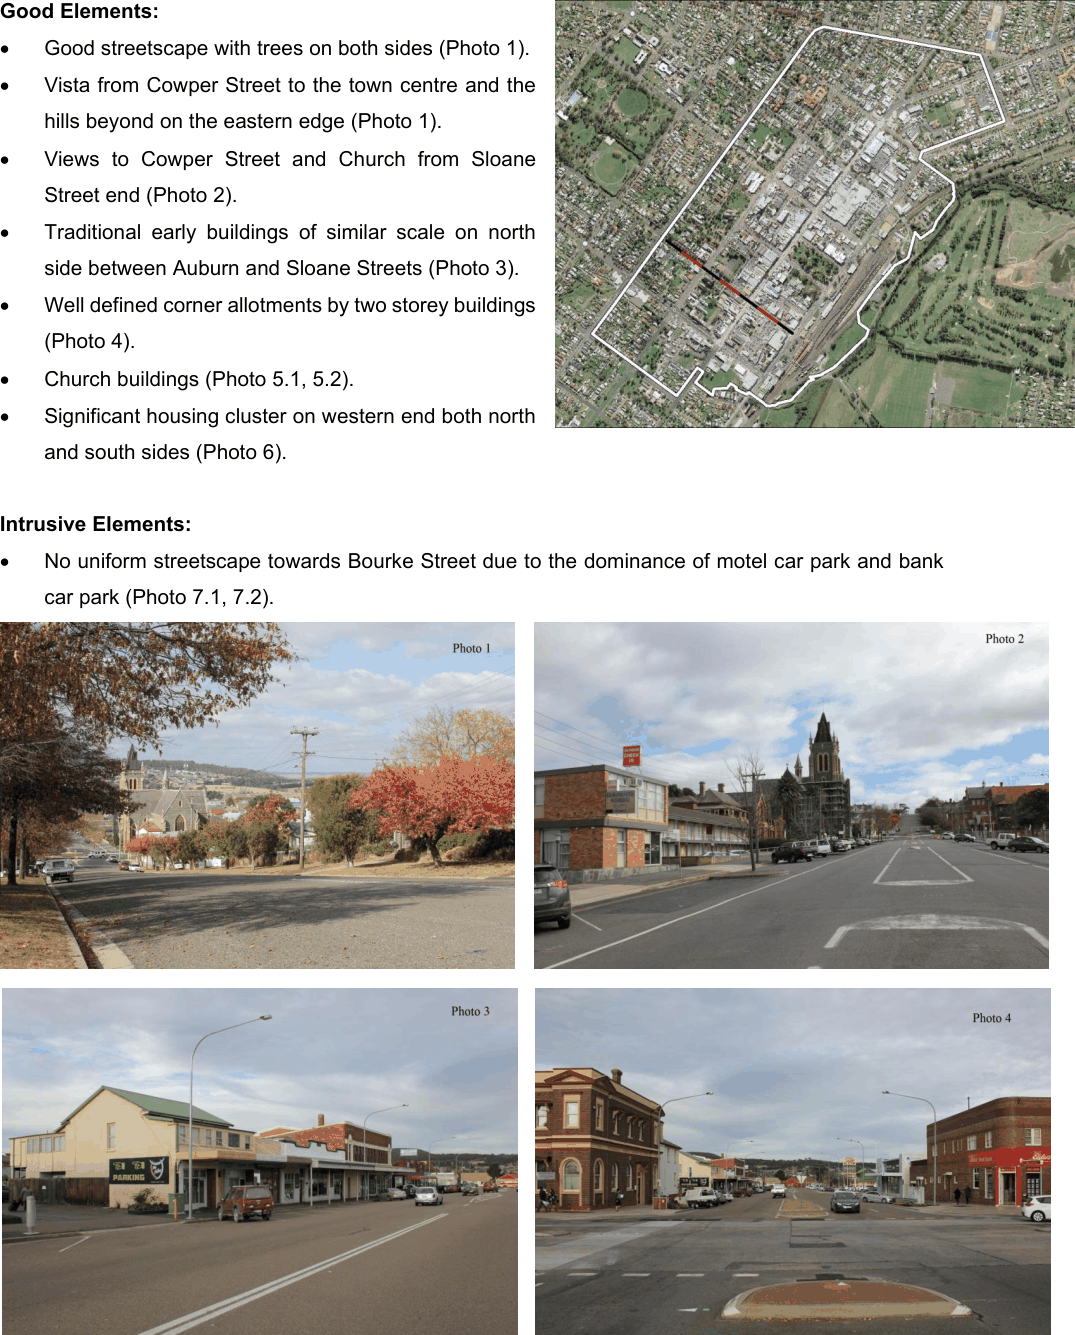 Good Elements:
• Good streetscape with trees on both sides (Photo 1).
• Vista from Cowper Street to the town centre and the
hills beyond on the eastern edge (Photo 1).
• Views to Cowper Street and Church from Sloane
Street end (Photo 2).
• Traditional early buildings of similar scale on north
side between Auburn and Sloane Streets (Photo 3).
• Well defined corner allotments by two storey buildings
(Photo 4).
• Church buildings (Photo 5.1, 5.2).
• Significant housing cluster on western end both north
and south sides (Photo 6).
Intrusive Elements:
• No uniform streetscape towards Bourke Street due to the dominance of motel car park and bank
car park (Photo 7.1, 7.2).
Photo 1
Photo 2
CHECK
IN
Photo 3
PARKING
Photo 4